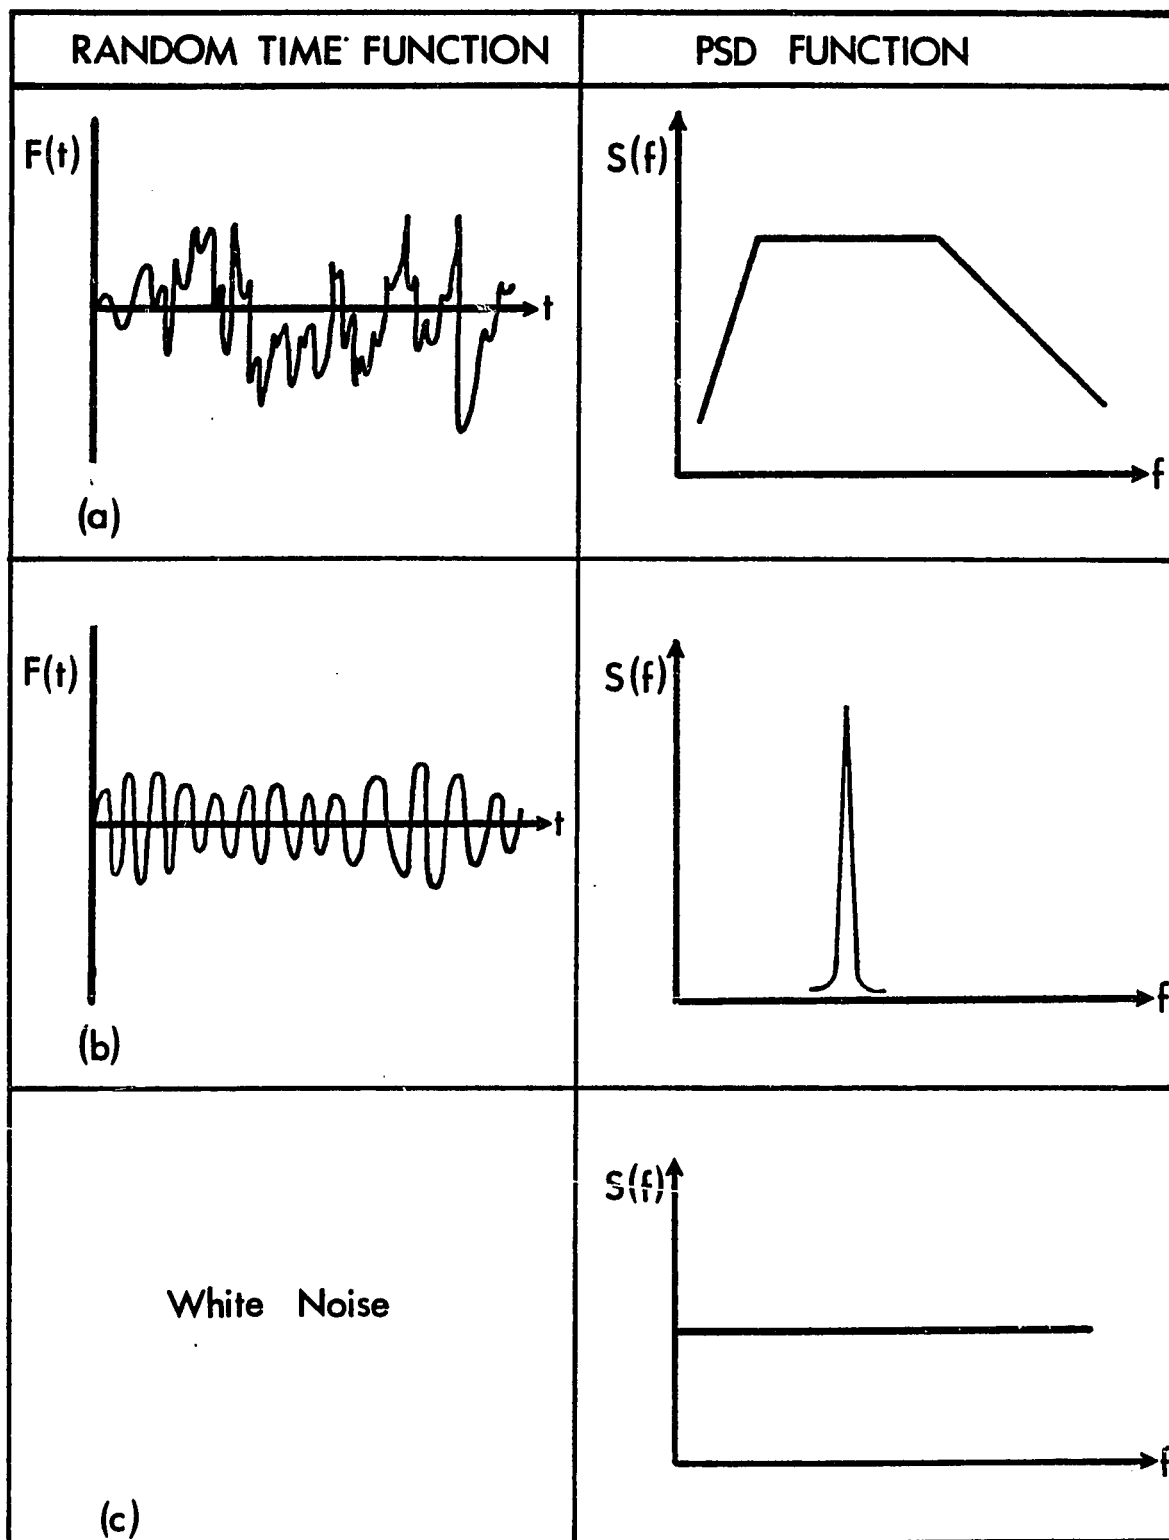 RANDOM TIME FUNCTION
PSD FUNCTION
F(t)
t
(a)
S(f)
f
F(t)
t
(b)
S(f)
f
White Noise
(c)
S(f)
f